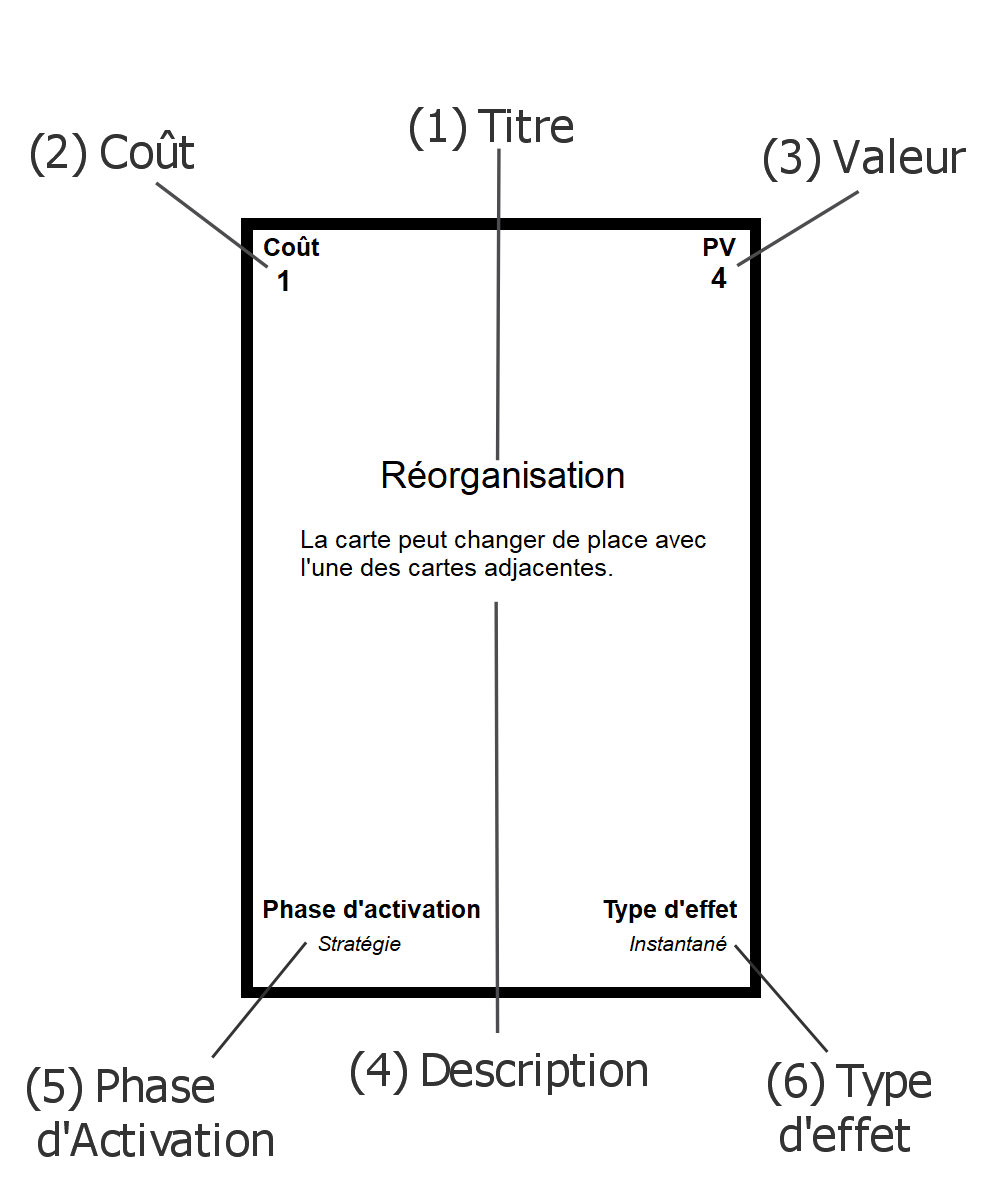 (1) Titre
(2) Coût
(3) Valeur
Coût
PV
1
4
Réorganisation
La carte peut changer de place avec
l'une des cartes adjacentes.
Phase d'activation
Type d'effet
Stratégie
Instantané
(5) Phase
d'Activation
(4) Description
(6) Type
d'effet